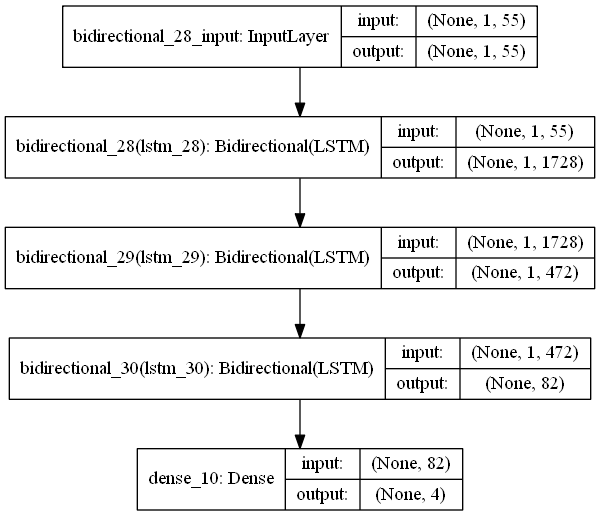 bidirectional_28_input: InputLayer
input: (None, 1, 55)
output: (None, 1, 55)
bidirectional_28(lstm_28): Bidirectional(LSTM)
input: (None, 1, 55)
output: (None, 1, 1728)
bidirectional_29(lstm_29): Bidirectional(LSTM)
input: (None, 1, 1728)
output: (None, 1, 472)
bidirectional_30(lstm_30): Bidirectional(LSTM)
input: (None, 1, 472)
output: (None, 82)
dense_10: Dense
input: (None, 82)
output: (None, 4)